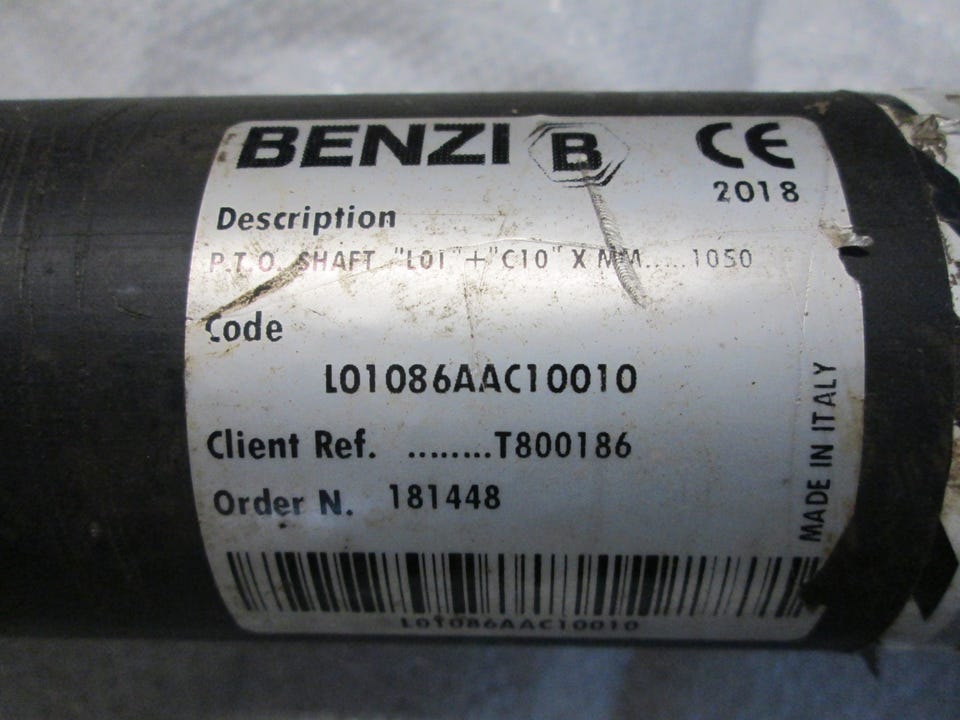 BENZI B CE
2018
Description
P.T.O. SHAFT "L01"+"C10" X MM.....1050
Code
L01086AAC10010
Client Ref. ........T800186
Order N. 181448
MADE IN ITALY
L01086AAC10010